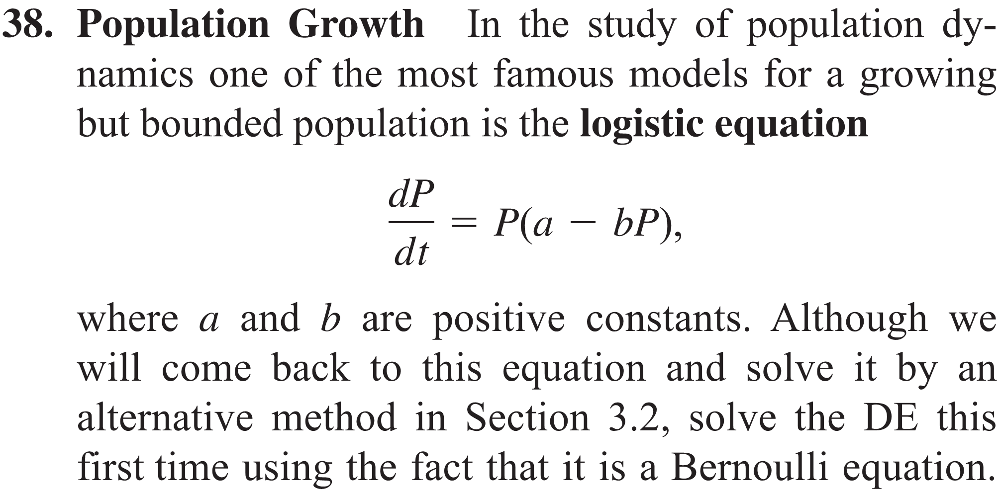 38. Population Growth In the study of population dy-
namics one of the most famous models for a growing
but bounded population is the logistic equation
dP/dt = P(a − bP),
where a and b are positive constants. Although we
will come back to this equation and solve it by an
alternative method in Section 3.2, solve the DE this
first time using the fact that it is a Bernoulli equation.